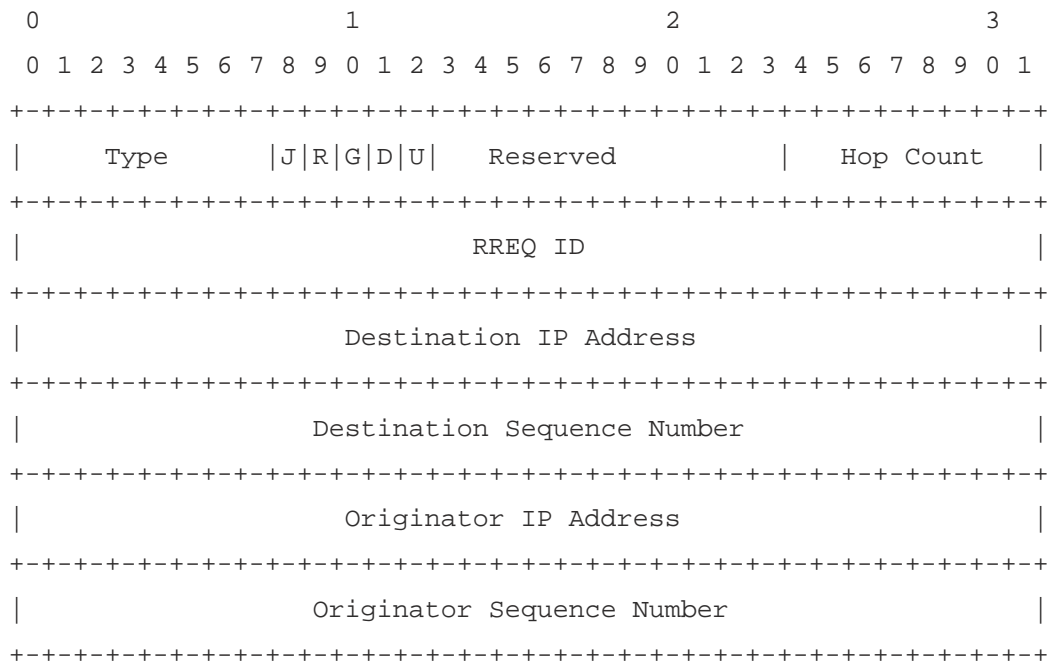 0                   1                   2                   3
 0 1 2 3 4 5 6 7 8 9 0 1 2 3 4 5 6 7 8 9 0 1 2 3 4 5 6 7 8 9 0 1
+-+-+-+-+-+-+-+-+-+-+-+-+-+-+-+-+-+-+-+-+-+-+-+-+-+-+-+-+-+-+-+-+
|     Type      |J|R|G|D|U|   Reserved          |   Hop Count   |
+-+-+-+-+-+-+-+-+-+-+-+-+-+-+-+-+-+-+-+-+-+-+-+-+-+-+-+-+-+-+-+-+
|                            RREQ ID                            |
+-+-+-+-+-+-+-+-+-+-+-+-+-+-+-+-+-+-+-+-+-+-+-+-+-+-+-+-+-+-+-+-+
|                    Destination IP Address                     |
+-+-+-+-+-+-+-+-+-+-+-+-+-+-+-+-+-+-+-+-+-+-+-+-+-+-+-+-+-+-+-+-+
|                  Destination Sequence Number                  |
+-+-+-+-+-+-+-+-+-+-+-+-+-+-+-+-+-+-+-+-+-+-+-+-+-+-+-+-+-+-+-+-+
|                    Originator IP Address                      |
+-+-+-+-+-+-+-+-+-+-+-+-+-+-+-+-+-+-+-+-+-+-+-+-+-+-+-+-+-+-+-+-+
|                  Originator Sequence Number                   |
+-+-+-+-+-+-+-+-+-+-+-+-+-+-+-+-+-+-+-+-+-+-+-+-+-+-+-+-+-+-+-+-+